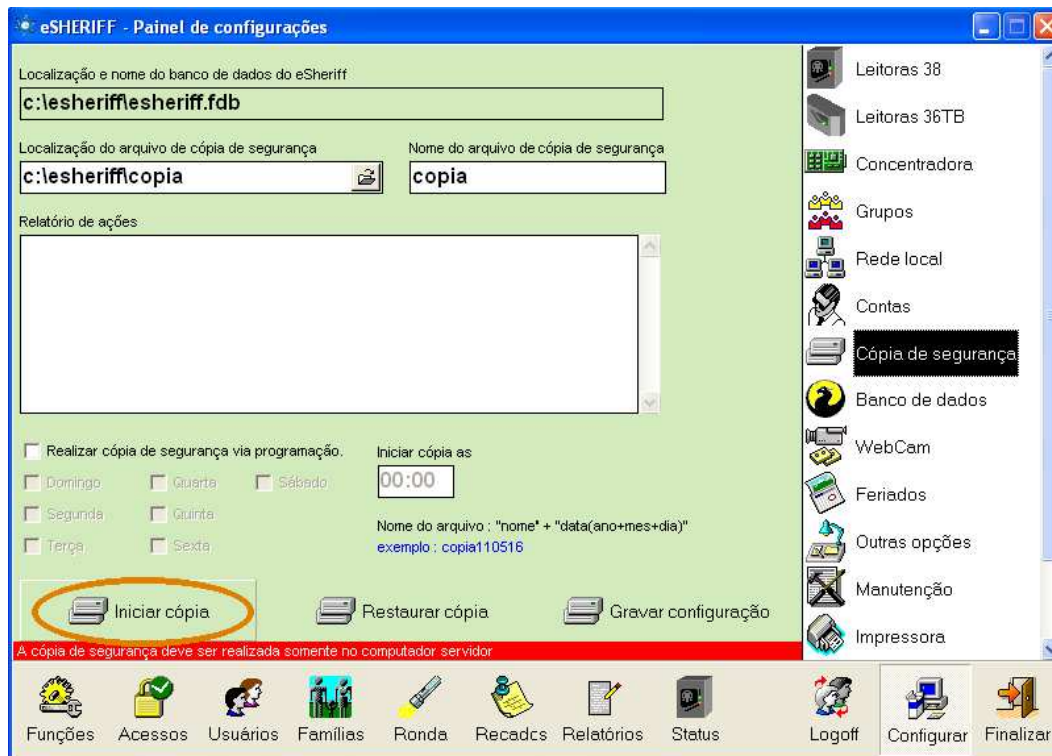 eSHERIFF - Painel de configurações
Localização e nome do banco de dados do eSheriff
c:\esheriff\esheriff.fdb
Localização do arquivo de cópia de segurança
Nome do arquivo de cópia de segurança
c:\esheriff\copia
copia
Relatório de ações
Realizar cópia de segurança via programação.
Iniciar cópia as
Domingo
Quarta
Sábado
00:00
Segunda
Quinta
Nome do arquivo : "nome" + "data(ano+mes+dia)"
Terça
Sexta
exemplo : copia110516
Iniciar cópia
Restaurar cópia
Gravar configuração
A cópia de segurança deve ser realizada somente no computador servidor
Leitoras 38
Leitoras 36TB
Concentradora
Grupos
Rede local
Contas
Cópia de segurança
Banco de dados
WebCam
Feriados
Outras opções
Manutenção
Impressora
Funções
Acessos
Usuários
Famílias
Ronda
Recados
Relatórios
Status
Logoff
Configurar
Finalizar